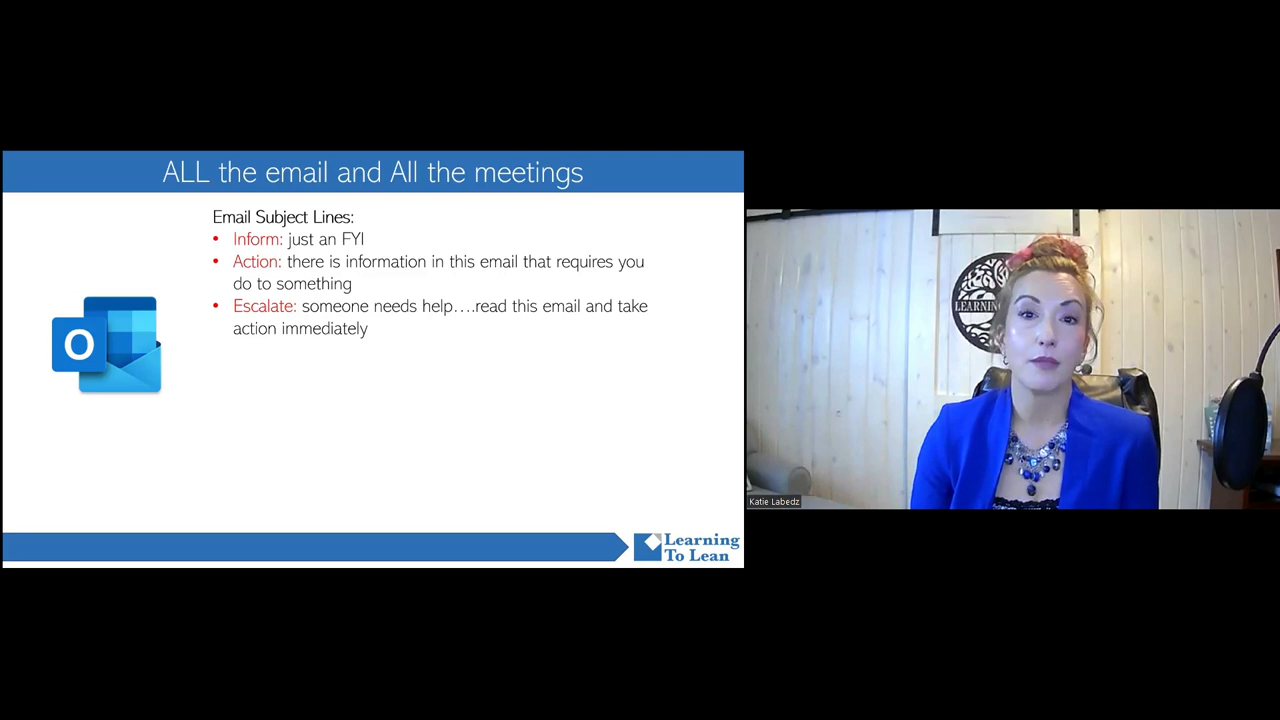 ALL the email and All the meetings
Email Subject Lines:
• Inform: just an FYI
• Action: there is information in this email that requires you
do to something
• Escalate: someone needs help….read this email and take
action immediately
O
Learning
To Lean
LEARNING
Katie Labedz